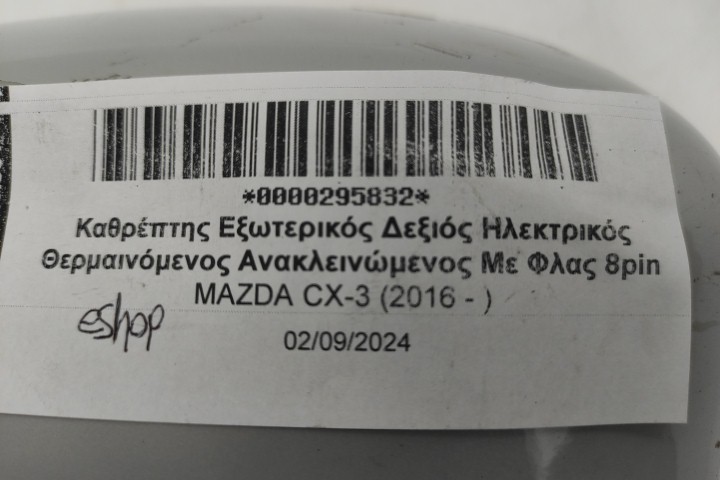 *0000295832*
Καθρέπτης Εξωτερικός Δεξιός Ηλεκτρικός
Θερμαινόμενος Ανακλεινώμενος Με Φλας 8pin
MAZDA CX-3 (2016 - )
eshop
02/09/2024